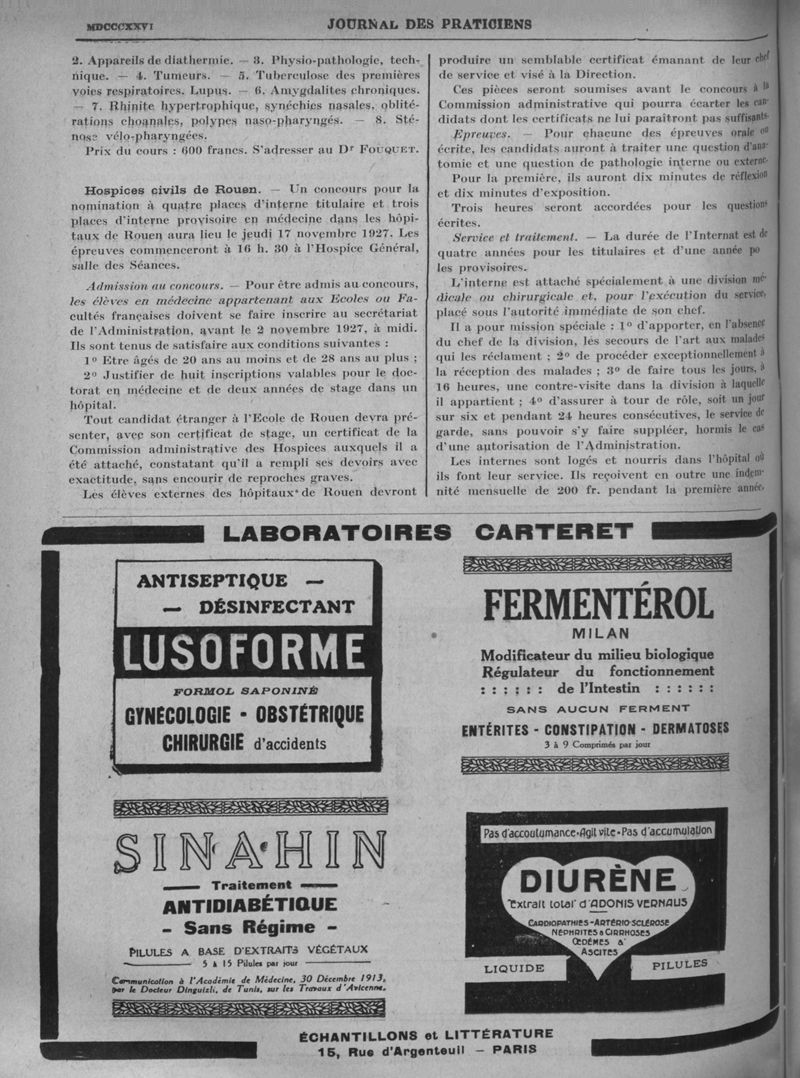 MDCCCXXVI
JOURNAL DES PRATICIENS
2. Appareils de diathermie. — 3. Physio-pathologie, tech-
nique. — 4. Tumeurs. — 5. Tuberculose des premières
voies respiratoires. Lupus. — 6. Amygdalites chroniques.
— 7. Rhinite hypertrophique, synéchies nasales, oblité-
rations choanales, polypes naso-pharyngés. — 8. Sté-
nose vélo-pharyngées.
Prix du cours : 600 francs. S'adresser au Dr FOUQUET.
Hospices civils de Rouen. — Un concours pour la
nomination à quatre places d'interne titulaire et trois
places d'interne provisoire en médecine dans les hôpi-
taux de Rouen aura lieu le jeudi 17 novembre 1927. Les
épreuves commenceront à 16 h. 30 à l'Hospice Général,
salle des Séances.
Admission au concours. — Pour être admis au concours,
les élèves en médecine appartenant aux Ecoles ou Fa-
cultés françaises doivent se faire inscrire au secrétariat
de l'Administration, avant le 2 novembre 1927, à midi.
Ils sont tenus de satisfaire aux conditions suivantes :
1° Etre âgés de 20 ans au moins et de 28 ans au plus ;
2° Justifier de huit inscriptions valables pour le doc-
torat en médecine et de deux années de stage dans un
hôpital.
Tout candidat étranger à l'Ecole de Rouen devra pré-
senter, avec son certificat de stage, un certificat de la
Commission administrative des Hospices auxquels il a
été attaché, constatant qu'il a rempli ses devoirs avec
exactitude, sans encourir de reproches graves.
Les élèves externes des hôpitaux de Rouen devront
produire un semblable certificat émanant de leur chef
de service et visé à la Direction.
Ces pièces seront soumises avant le concours à la
Commission administrative qui pourra écarter les can-
didats dont les certificats ne lui paraîtront pas suffisants.
Epreuves. — Pour chacune des épreuves orale ou
écrite, les candidats auront à traiter une question d'ana-
tomie et une question de pathologie interne ou externe.
Pour la première, ils auront dix minutes de réflexion
et dix minutes d'exposition.
Trois heures seront accordées pour les questions
écrites.
Service et traitement. — La durée de l'Internat est de
quatre années pour les titulaires et d'une année po
les provisoires.
L'interne est attaché spécialement à une division mé-
dicale ou chirurgicale et, pour l'exécution du service,
placé sous l'autorité immédiate de son chef.
Il a pour mission spéciale : 1° d'apporter, en l'absence
du chef de la division, les secours de l'art aux malades
qui les réclament ; 2° de procéder exceptionnellement à
la réception des malades ; 3° de faire tous les jours, à
16 heures, une contre-visite dans la division à laquelle
il appartient ; 4° d'assurer à tour de rôle, soit un jour
sur six et pendant 24 heures consécutives, le service de
garde, sans pouvoir s'y faire suppléer, hormis le cas
d'une autorisation de l'Administration.
Les internes sont logés et nourris dans l'hôpital où
ils font leur service. Ils reçoivent en outre une indem-
nité mensuelle de 200 fr. pendant la première année.
LABORATOIRES CARTERET
ANTISEPTIQUE —
— DÉSINFECTANT
LUSOFORME
FORMOL SAPONINÉ
GYNÉCOLOGIE - OBSTÉTRIQUE
CHIRURGIE d'accidents
FERMENTÉROL
MILAN
Modificateur du milieu biologique
Régulateur du fonctionnement
: : : : : : de l'Intestin : : : : : :
SANS AUCUN FERMENT
ENTÉRITES - CONSTIPATION - DERMATOSES
3 à 9 Comprimés par jour
SINAHIN
Traitement
ANTIDIABÉTIQUE
- Sans Régime -
PILULES A BASE D'EXTRAITS VÉGÉTAUX
5 à 15 Pilules par jour
Communication à l'Académie de Médecine, 30 Décembre 1913,
par le Docteur Dinguizli, de Tunis, sur les Travaux d'Avicenne.
Pas d'accoutumance-Agit vite-Pas d'accumulation
DIURÈNE
Extrait total d'ADONIS VERNALIS
CARDIOPATHIES-ARTÉRIO-SCLÉROSE
NÉPHRITES & CIRRHOSES
ŒDÈMES &
ASCITES
LIQUIDE
PILULES
ÉCHANTILLONS et LITTÉRATURE
15, Rue d'Argenteuil — PARIS